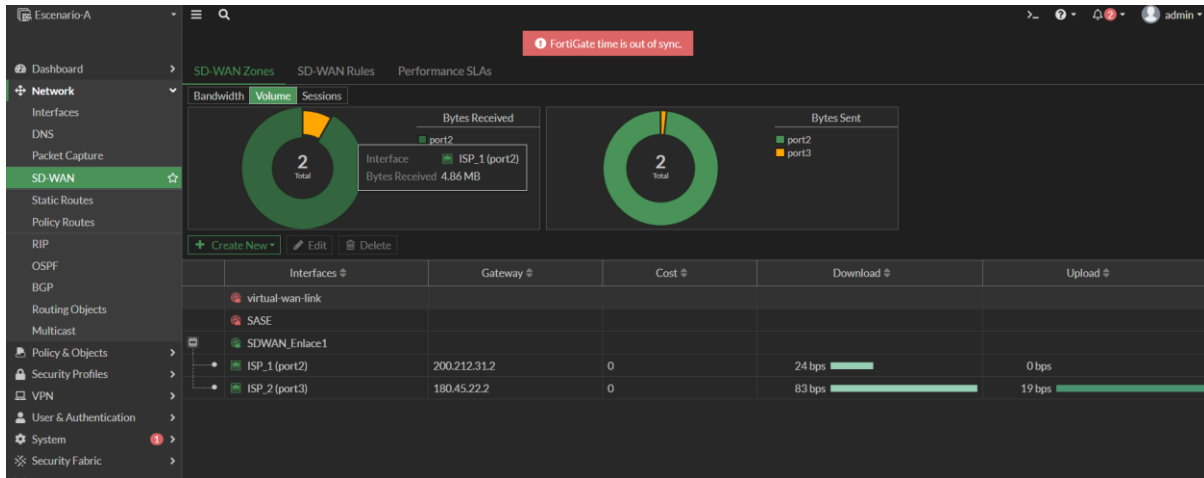 Escenario-A
admin
2
FortiGate time is out of sync.
Dashboard
Network
Interfaces
DNS
Packet Capture
SD-WAN
Static Routes
Policy Routes
RIP
OSPF
BGP
Routing Objects
Multicast
Policy & Objects
Security Profiles
VPN
User & Authentication
System
1
Security Fabric
SD-WAN Zones SD-WAN Rules Performance SLAs
Bandwidth Volume Sessions
Bytes Received
port2
2
Total
Interface ISP_1 (port2)
Bytes Received 4.86 MB
Bytes Sent
port2
port3
2
Total
+ Create New Edit Delete
Interfaces Gateway Cost Download Upload
virtual-wan-link
SASE
SDWAN_Enlace1
ISP_1 (port2) 200.212.31.2 0 24 bps 0 bps
ISP_2 (port3) 180.45.22.2 0 83 bps 19 bps